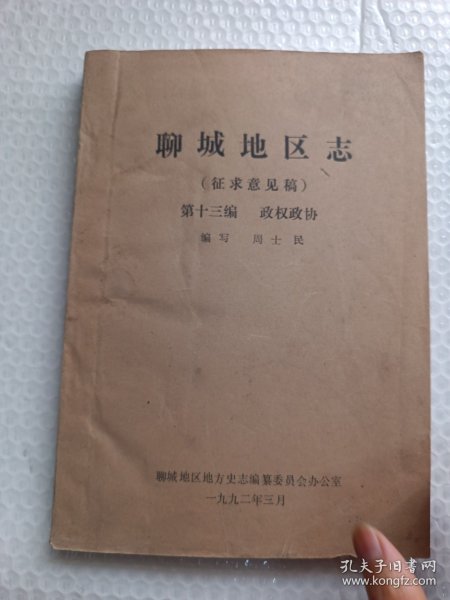 聊城地区志
（征求意见稿）
第十三编 政权政协
编写 周士民
聊城地区地方史志编纂委员会办公室
一九九二年三月
孔夫子旧书网
www.kongfz.com